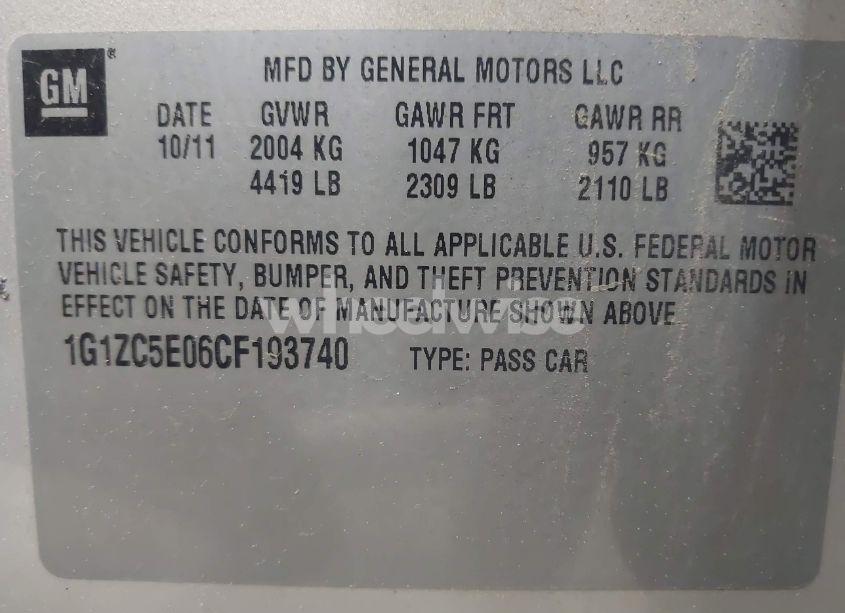 GM®
MFD BY GENERAL MOTORS LLC
DATE GVWR GAWR FRT GAWR RR
10/11 2004 KG 1047 KG 957 KG
4419 LB 2309 LB 2110 LB
THIS VEHICLE CONFORMS TO ALL APPLICABLE U.S. FEDERAL MOTOR
VEHICLE SAFETY, BUMPER, AND THEFT PREVENTION STANDARDS IN
EFFECT ON THE DATE OF MANUFACTURE SHOWN ABOVE
wheelwise
1G1ZC5E06CF193740 TYPE: PASS CAR